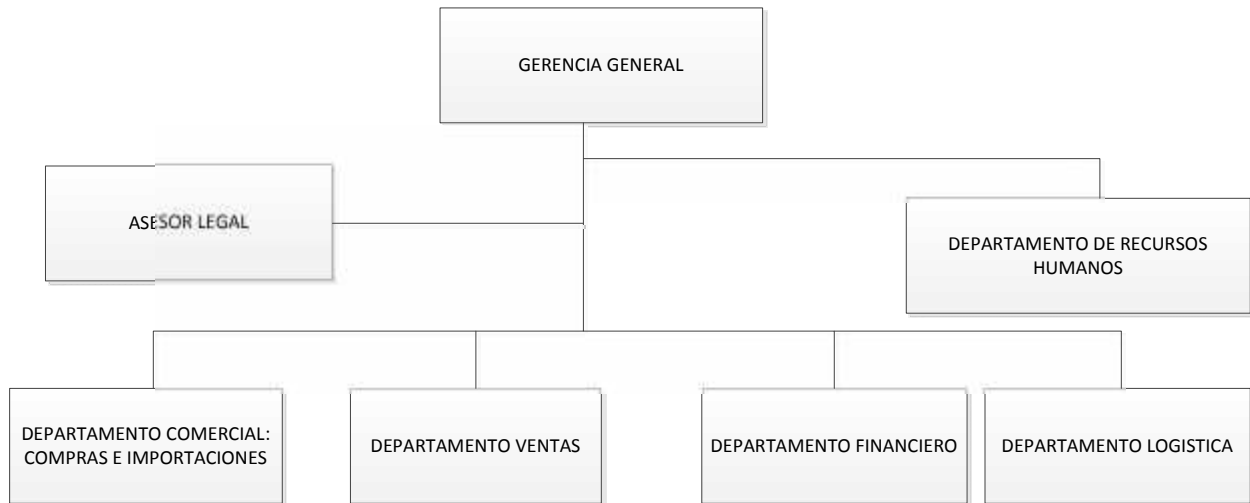 GERENCIA GENERAL
ASESOR LEGAL
DEPARTAMENTO DE RECURSOS
HUMANOS
DEPARTAMENTO COMERCIAL:
COMPRAS E IMPORTACIONES
DEPARTAMENTO VENTAS
DEPARTAMENTO FINANCIERO
DEPARTAMENTO LOGISTICA